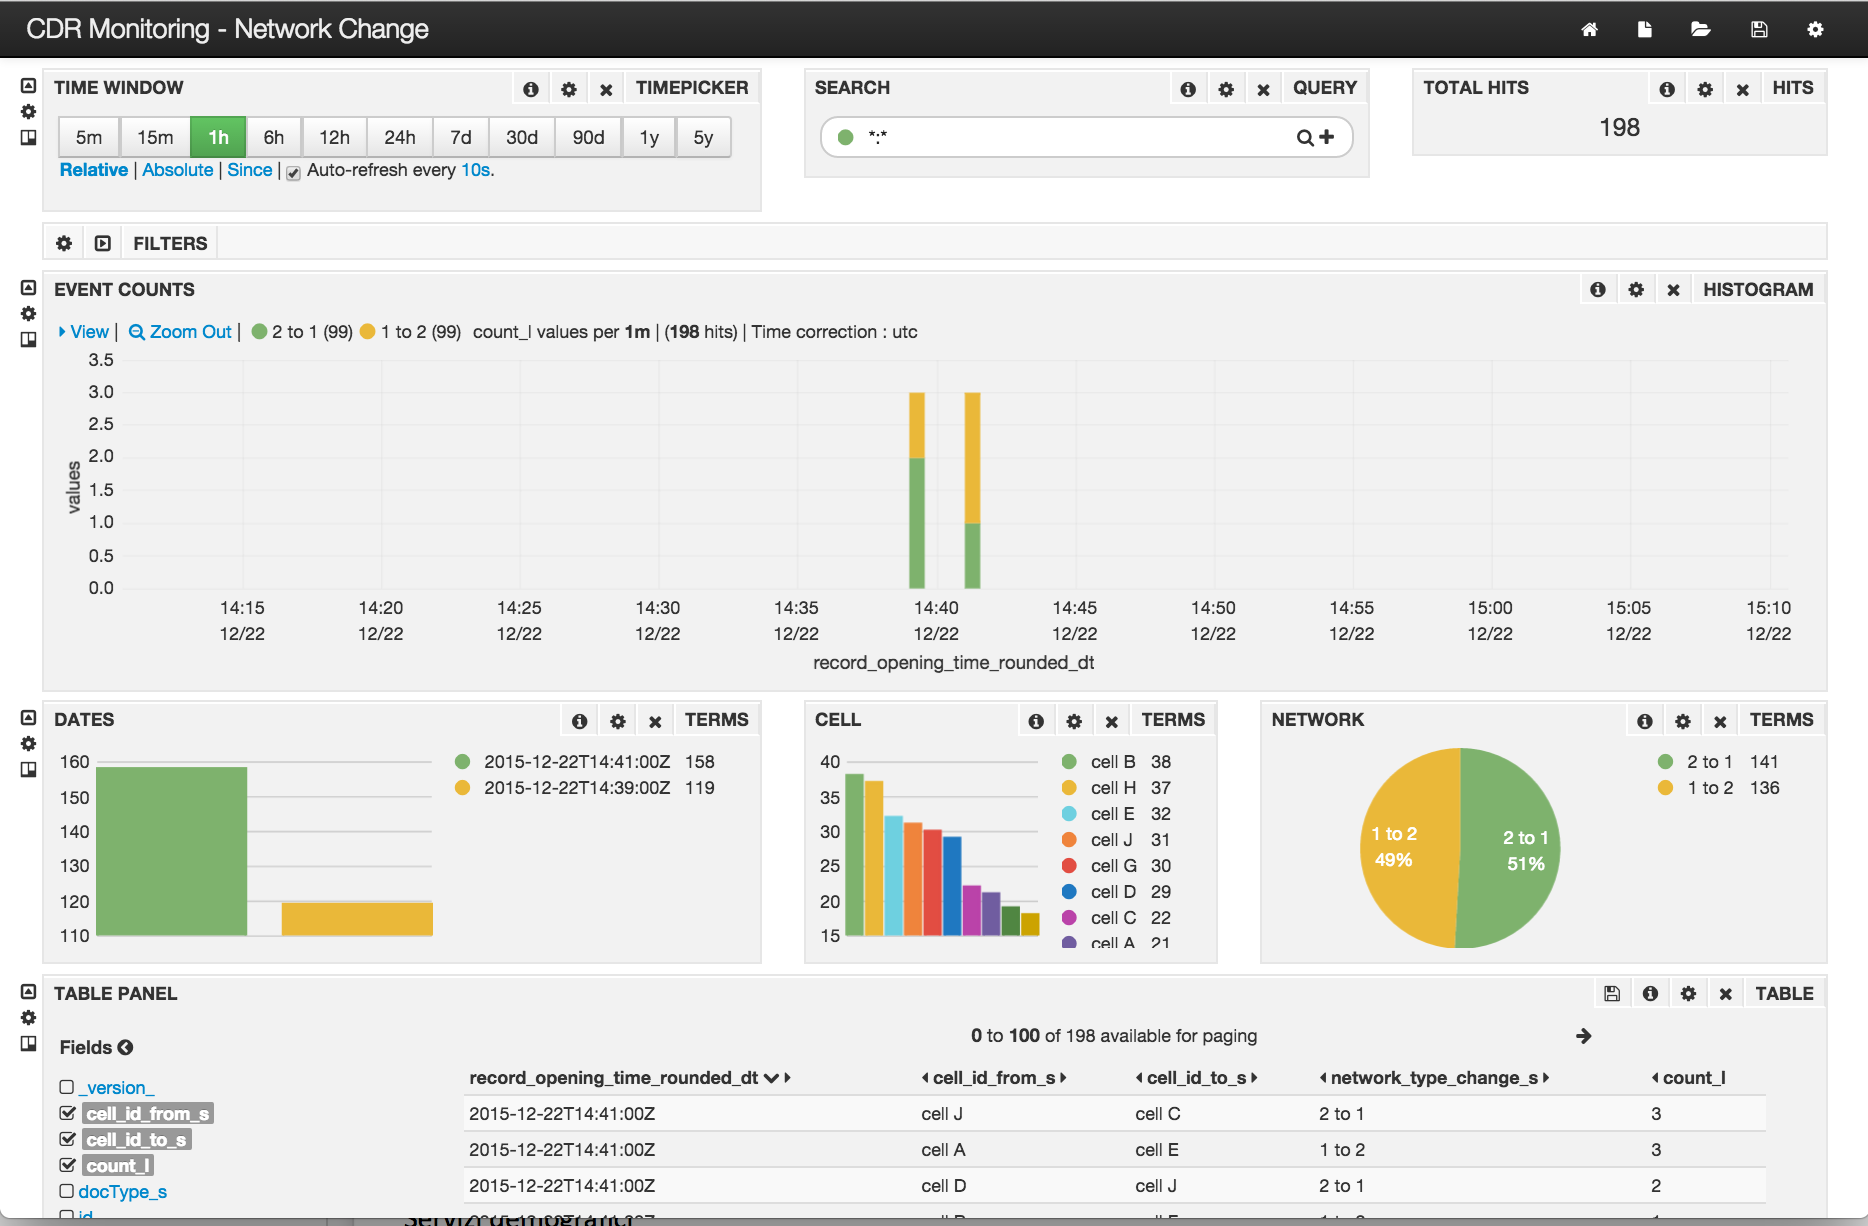 CDR Monitoring - Network Change
TIME WINDOW TIMEPICKER
5m 15m 1h 6h 12h 24h 7d 30d 90d 1y 5y
Relative | Absolute | Since | Auto-refresh every 10s.
SEARCH QUERY
*:*
TOTAL HITS HITS
198
FILTERS
EVENT COUNTS HISTOGRAM
View | Zoom Out | 2 to 1 (99) 1 to 2 (99) count_l values per 1m | (198 hits) | Time correction : utc
3.5
3.0
2.5
2.0
1.5
1.0
0.5
0.0
values
14:15 14:20 14:25 14:30 14:35 14:40 14:45 14:50 14:55 15:00 15:05 15:10
12/22 12/22 12/22 12/22 12/22 12/22 12/22 12/22 12/22 12/22 12/22 12/22
record_opening_time_rounded_dt
DATES TERMS
160
150
140
130
120
110
2015-12-22T14:41:00Z 158
2015-12-22T14:39:00Z 119
CELL TERMS
40
35
30
25
20
15
cell B 38
cell H 37
cell E 32
cell J 31
cell G 30
cell D 29
cell C 22
cell A 21
NETWORK TERMS
1 to 2
49%
2 to 1
51%
2 to 1 141
1 to 2 136
TABLE PANEL TABLE
0 to 100 of 198 available for paging
Fields
_version_
cell_id_from_s
cell_id_to_s
count_l
docType_s
id
record_opening_time_rounded_dt cell_id_from_s cell_id_to_s network_type_change_s count_l
2015-12-22T14:41:00Z cell J cell C 2 to 1 3
2015-12-22T14:41:00Z cell A cell E 1 to 2 3
2015-12-22T14:41:00Z cell D cell J 2 to 1 2